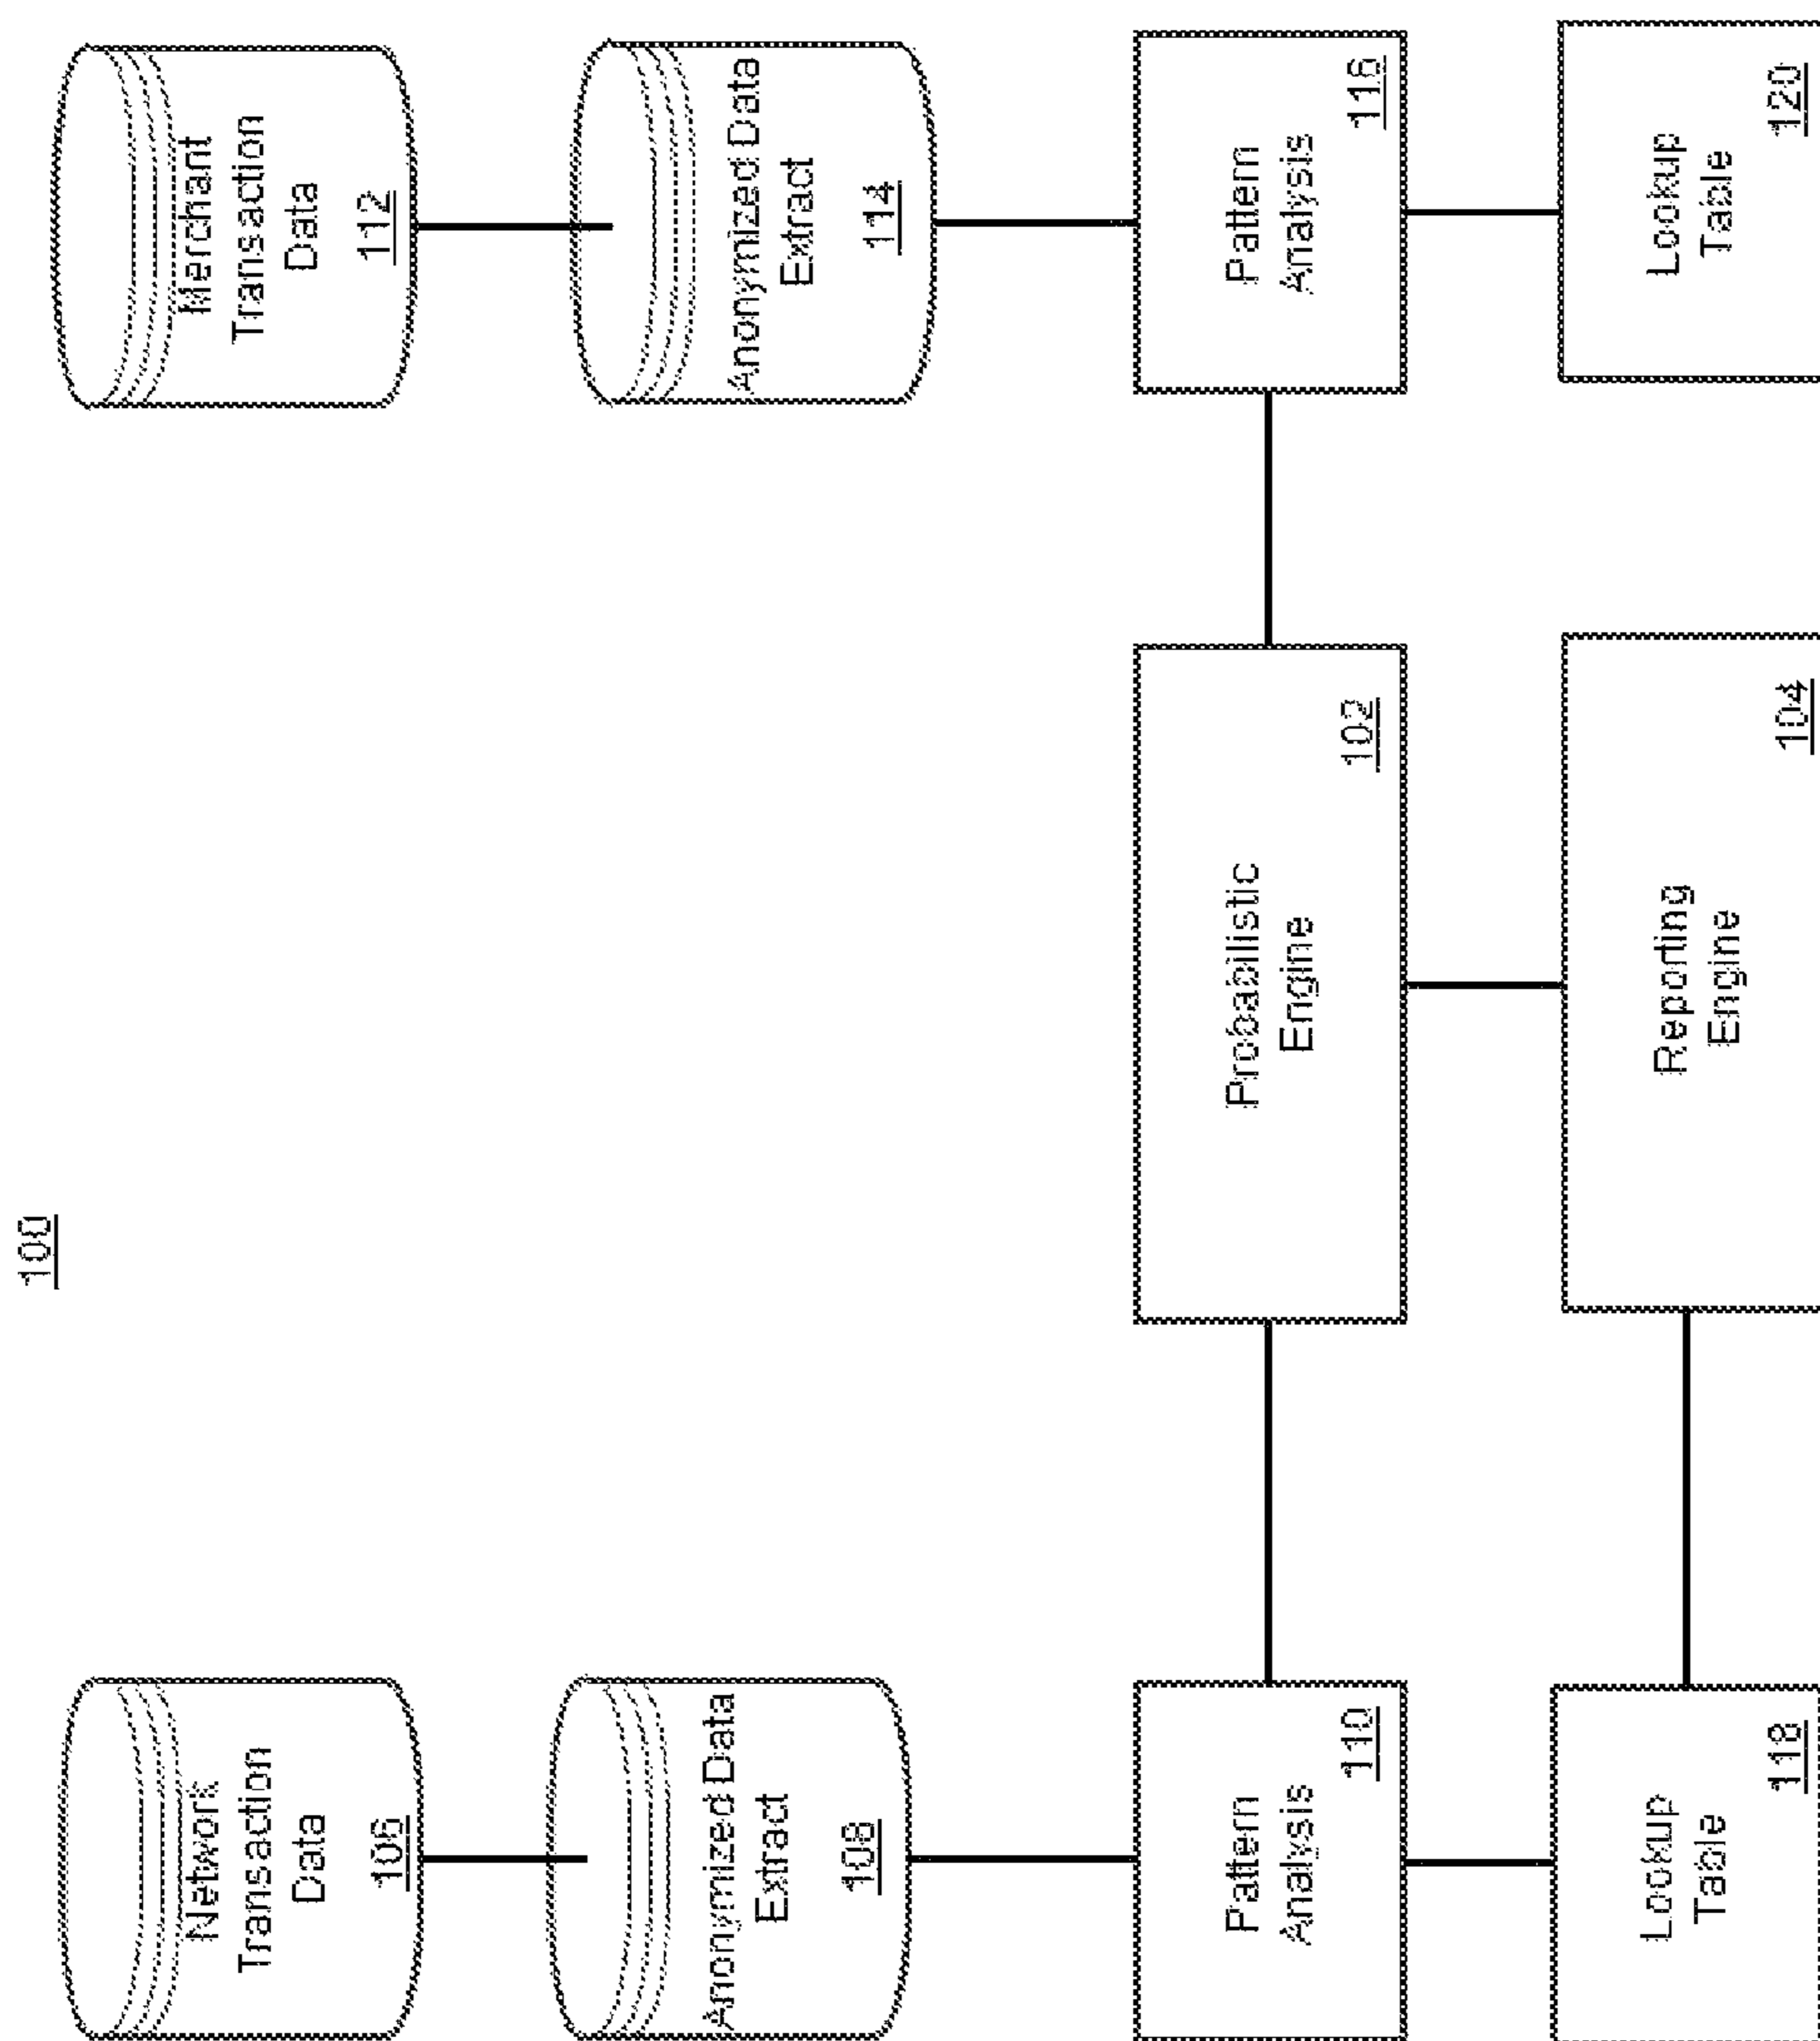 100
Network
Transaction
Data
106
Merchant
Transaction
Data
112
Anonymized Data
Extract
108
Anonymized Data
Extract
114
Pattern
Analysis
110
Probabilistic
Engine
102
Pattern
Analysis
116
Lookup
Table
118
Reporting
Engine
104
Lookup
Table
120